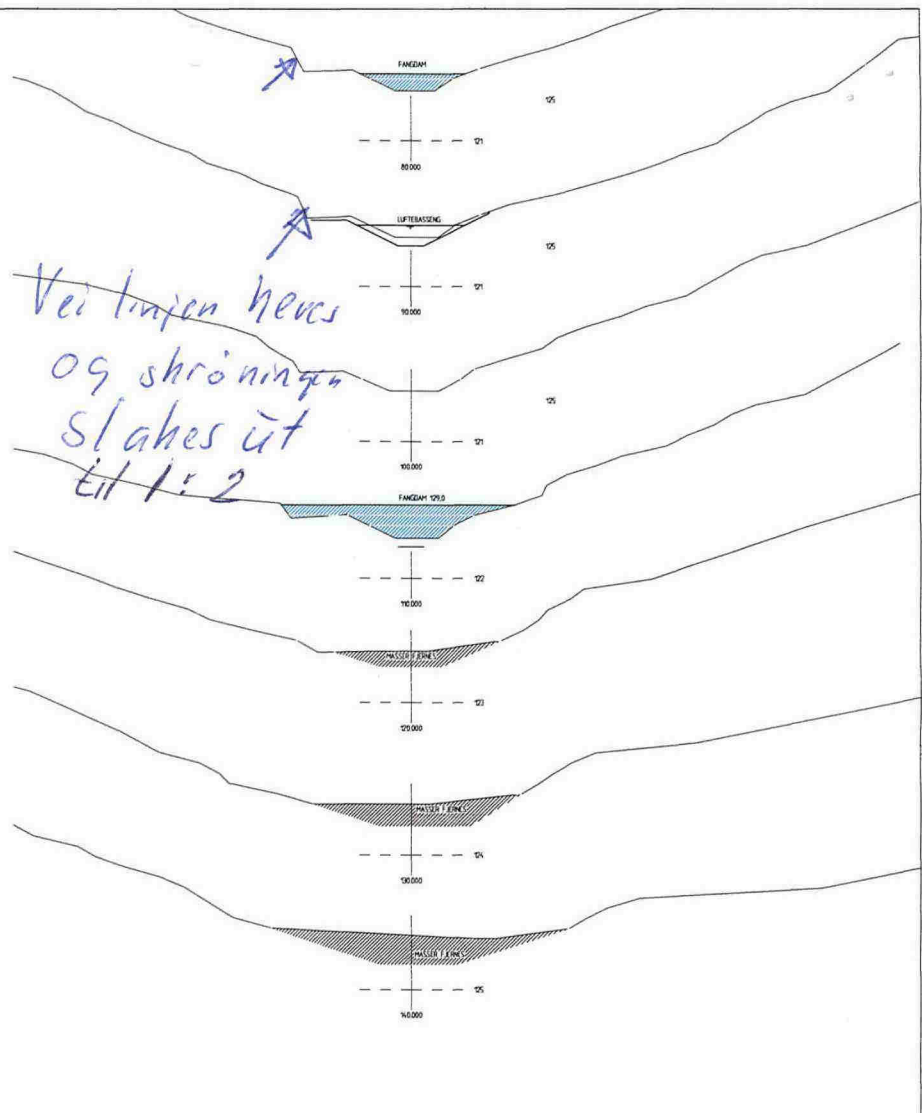 FANGDAM
125
121
80.000
LUFTEBASSENG
125
121
90.000
Vei linjen heves
og skråningen
slakes ut
til 1:2
125
121
100.000
FANGDAM 129,0
122
110.000
MASSER FJERNES
123
120.000
MASSER FJERNES
124
130.000
MASSER FJERNES
125
140.000